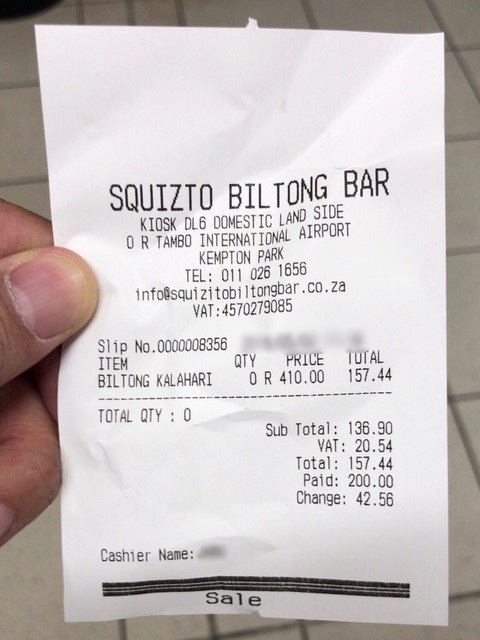 SQUIZTO BILTONG BAR
KIOSK DL6 DOMESTIC LAND SIDE
O R TAMBO INTERNATIONAL AIRPORT
KEMPTON PARK
TEL: 011 026 1656
info@squizitobiltongbar.co.za
VAT:4570279085
Slip No.0000008356
ITEM QTY PRICE TOTAL
BILTONG KALAHARI 0 R 410.00 157.44
TOTAL QTY : 0
Sub Total: 136.90
VAT: 20.54
Total: 157.44
Paid: 200.00
Change: 42.56
Cashier Name:
Sale